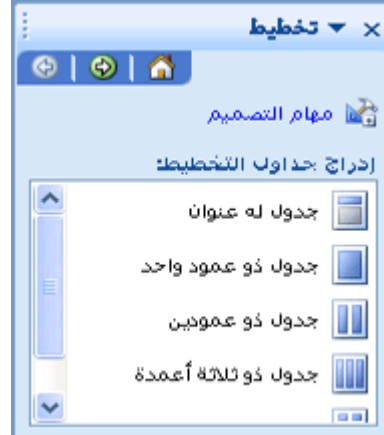 تخطيط
مهام التصميم
إدراج جداول التخطيط:
جدول له عنوان
جدول ذو عمود واحد
جدول ذو عمودين
جدول ذو ثلاثة أعمدة